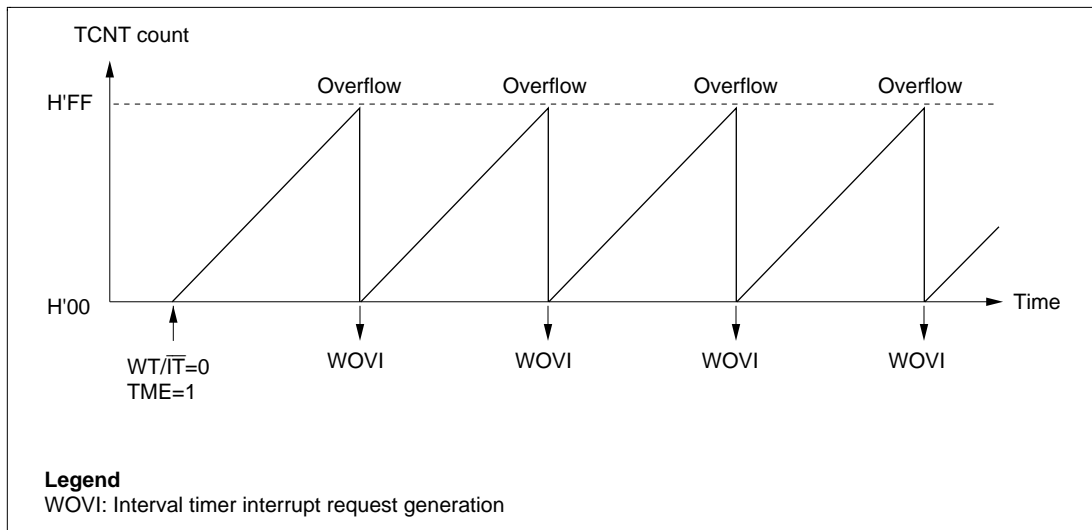 TCNT count
Overflow Overflow Overflow Overflow
H'FF
H'00
Time
WT/I̅T̅=0
TME=1
WOVI WOVI WOVI WOVI
Legend
WOVI: Interval timer interrupt request generation